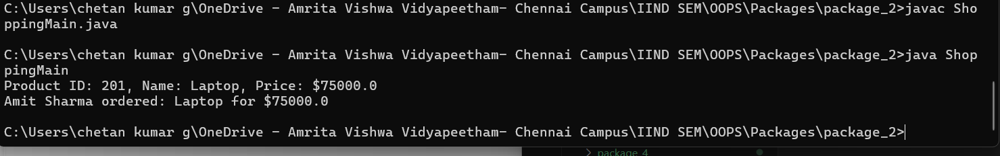 C:\Users\chetan kumar g\OneDrive - Amrita Vishwa Vidyapeetham- Chennai Campus\IIND SEM\OOPS\Packages\package_2>javac Sho
ppingMain.java
C:\Users\chetan kumar g\OneDrive - Amrita Vishwa Vidyapeetham- Chennai Campus\IIND SEM\OOPS\Packages\package_2>java Shop
pingMain
Product ID: 201, Name: Laptop, Price: $75000.0
Amit Sharma ordered: Laptop for $75000.0
C:\Users\chetan kumar g\OneDrive - Amrita Vishwa Vidyapeetham- Chennai Campus\IIND SEM\OOPS\Packages\package_2>
> package_4